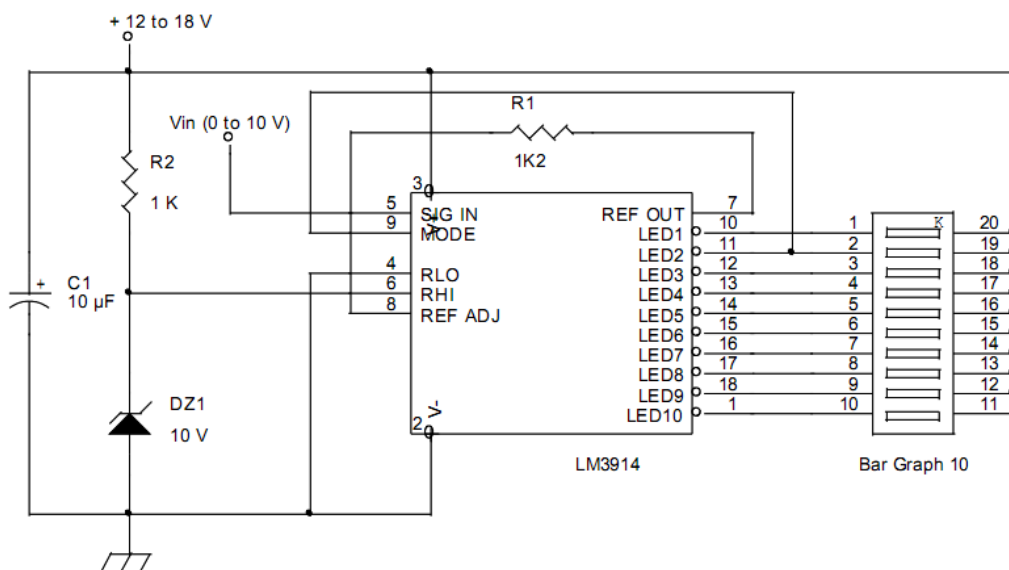 + 12 to 18 V
R1
Vin (0 to 10 V)
1K2
R2
1 K
3
V+
5 SIG IN REF OUT 7
9 MODE LED1 10 1 K 20
LED2 11 2 19
4 RLO LED3 12 3 18
6 RHI LED4 13 4 17
8 REF ADJ LED5 14 5 16
LED6 15 6 15
LED7 16 7 14
LED8 17 8 13
LED9 18 9 12
LED10 1 10 11
+ C1
10 µF
DZ1
10 V
V-
2
LM3914 Bar Graph 10